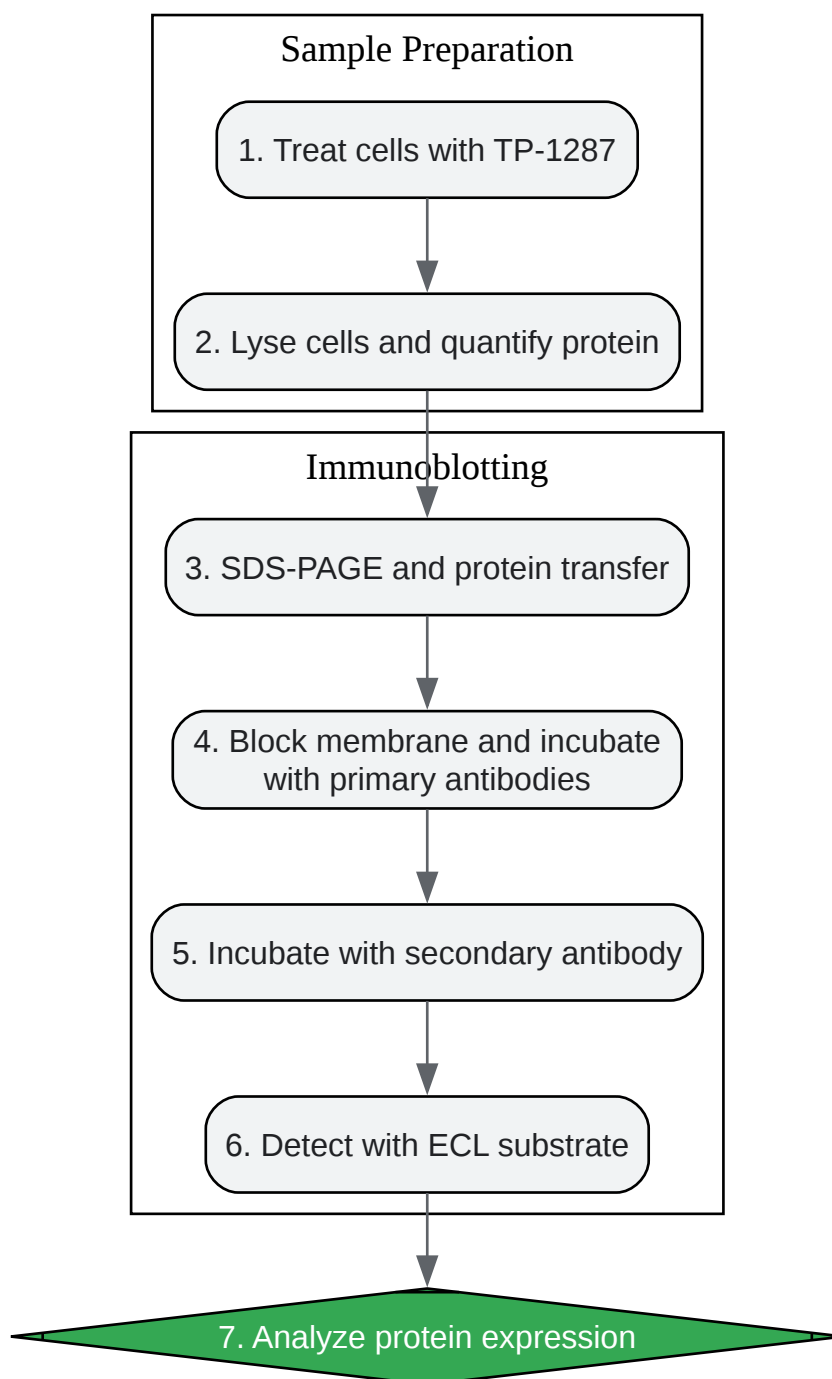 Sample Preparation
1. Treat cells with TP-1287
2. Lyse cells and quantify protein
Immunoblotting
3. SDS-PAGE and protein transfer
4. Block membrane and incubate
with primary antibodies
5. Incubate with secondary antibody
6. Detect with ECL substrate
7. Analyze protein expression